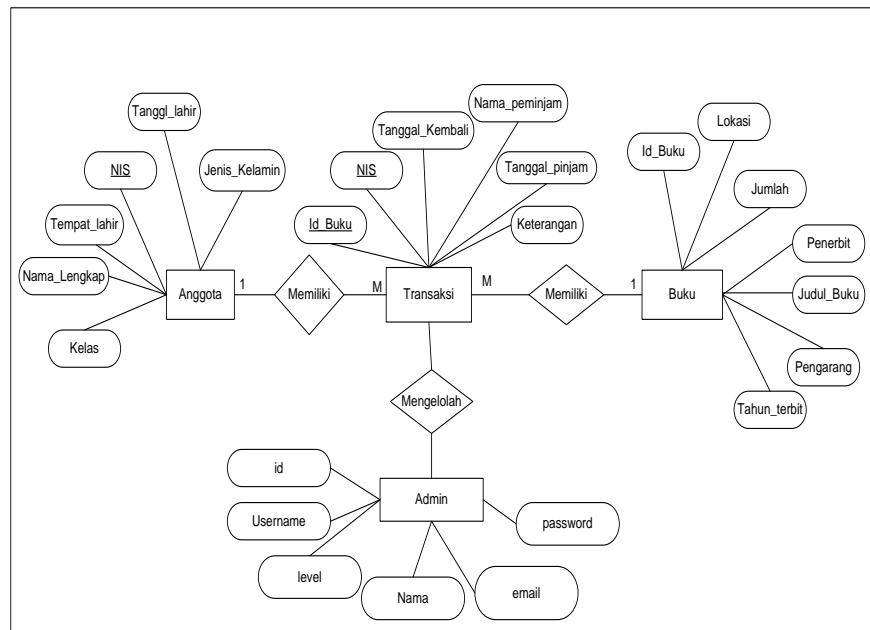 Nama_peminjam
Tanggl_lahir
Lokasi
Tanggal_Kembali
Id_Buku
NIS
Jenis_Kelamin
NIS
Tanggal_pinjam
Jumlah
Tempat_lahir
Id_Buku
Keterangan
Penerbit
Nama_Lengkap
Anggota
1
Memiliki
M
Transaksi
M
Memiliki
1
Buku
Judul_Buku
Kelas
Pengarang
Mengelolah
Tahun_terbit
id
Admin
Username
password
level
Nama
email